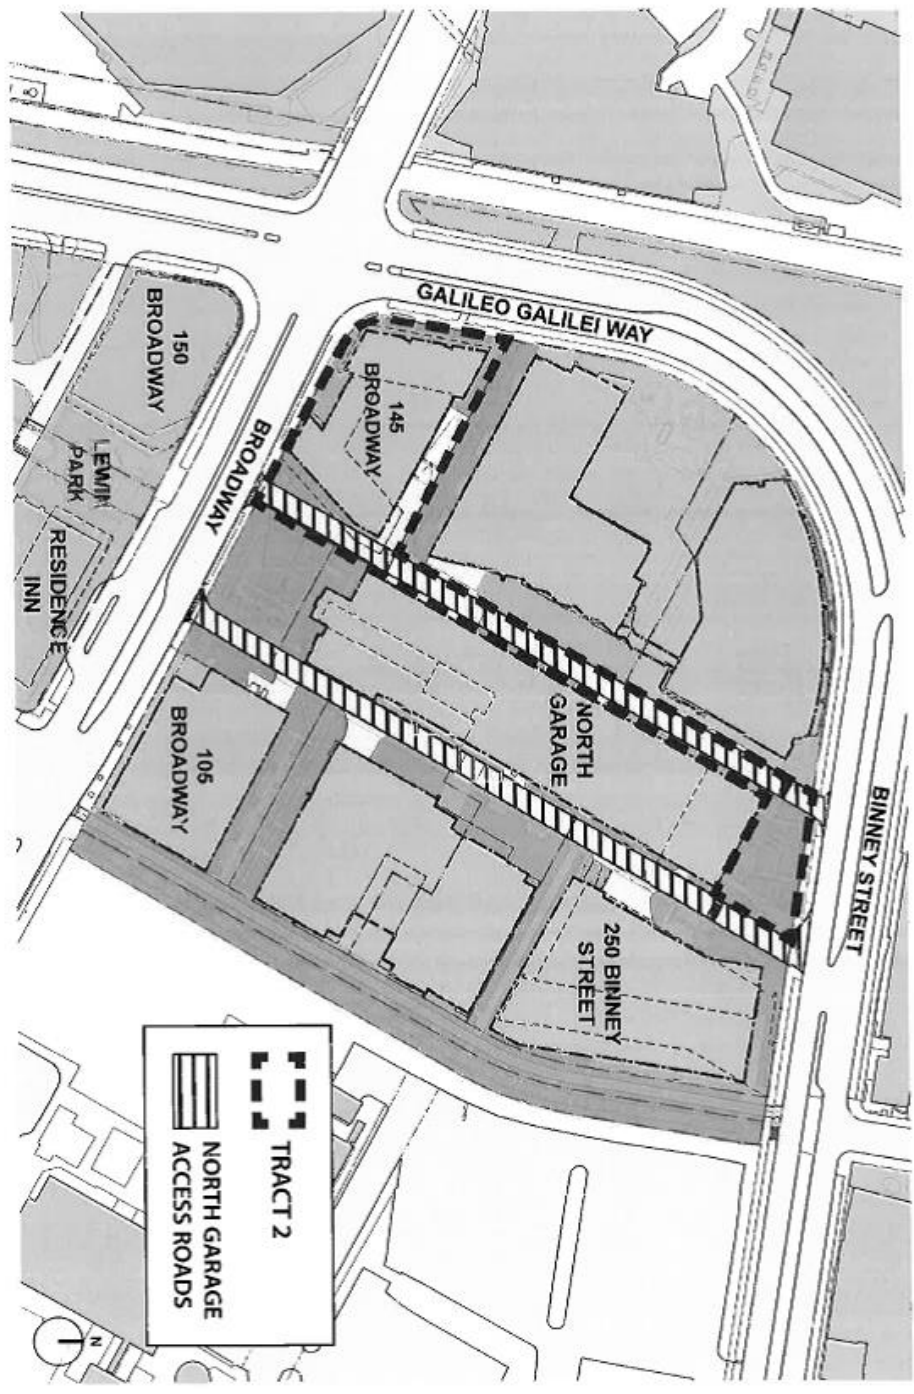 GALILEO GALILEI WAY
150
BROADWAY
145
BROADWAY
BROADWAY
LEWIN
PARK
RESIDENCE
INN
NORTH
GARAGE
105
BROADWAY
BINNEY STREET
250 BINNEY
STREET
TRACT 2
NORTH GARAGE
ACCESS ROADS
N